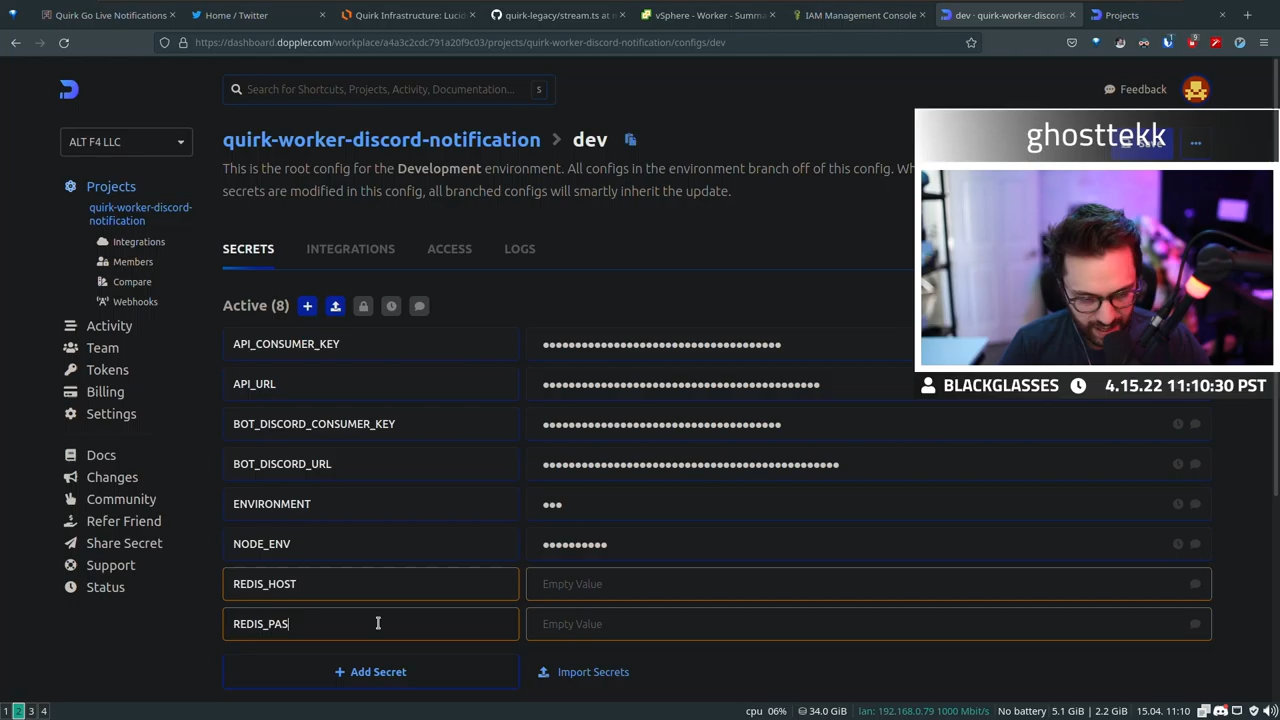 Quirk Go Live Notifications
Home / Twitter
Quirk Infrastructure: Lucid
quirk-legacy/stream.ts at m
vSphere - Worker - Summa
IAM Management Console
dev · quirk-worker-discord
Projects
https://dashboard.doppler.com/workplace/a4a3c2cdc791a20f9c03/projects/quirk-worker-discord-notification/configs/dev
9
Search for Shortcuts, Projects, Activity, Documentation...
S
Feedback
ALT F4 LLC
quirk-worker-discord-notification > dev
ghosttekk
This is the root config for the Development environment. All configs in the environment branch off of this config. Wh
secrets are modified in this config, all branched configs will smartly inherit the update.
Projects
quirk-worker-discord-
notification
Integrations
Members
Compare
Webhooks
Activity
Team
Tokens
Billing
Settings
Docs
Changes
Community
Refer Friend
Share Secret
Support
Status
SECRETS
INTEGRATIONS
ACCESS
LOGS
Active (8)
API_CONSUMER_KEY
API_URL
BLACKGLASSES
4.15.22 11:10:30 PST
BOT_DISCORD_CONSUMER_KEY
BOT_DISCORD_URL
ENVIRONMENT
NODE_ENV
REDIS_HOST
Empty Value
REDIS_PAS
Empty Value
+ Add Secret
Import Secrets
1 2 3 4
cpu 06%
34.0 GiB
lan: 192.168.0.79 1000 Mbit/s
No battery
5.1 GiB | 2.2 GiB
15.04. 11:10